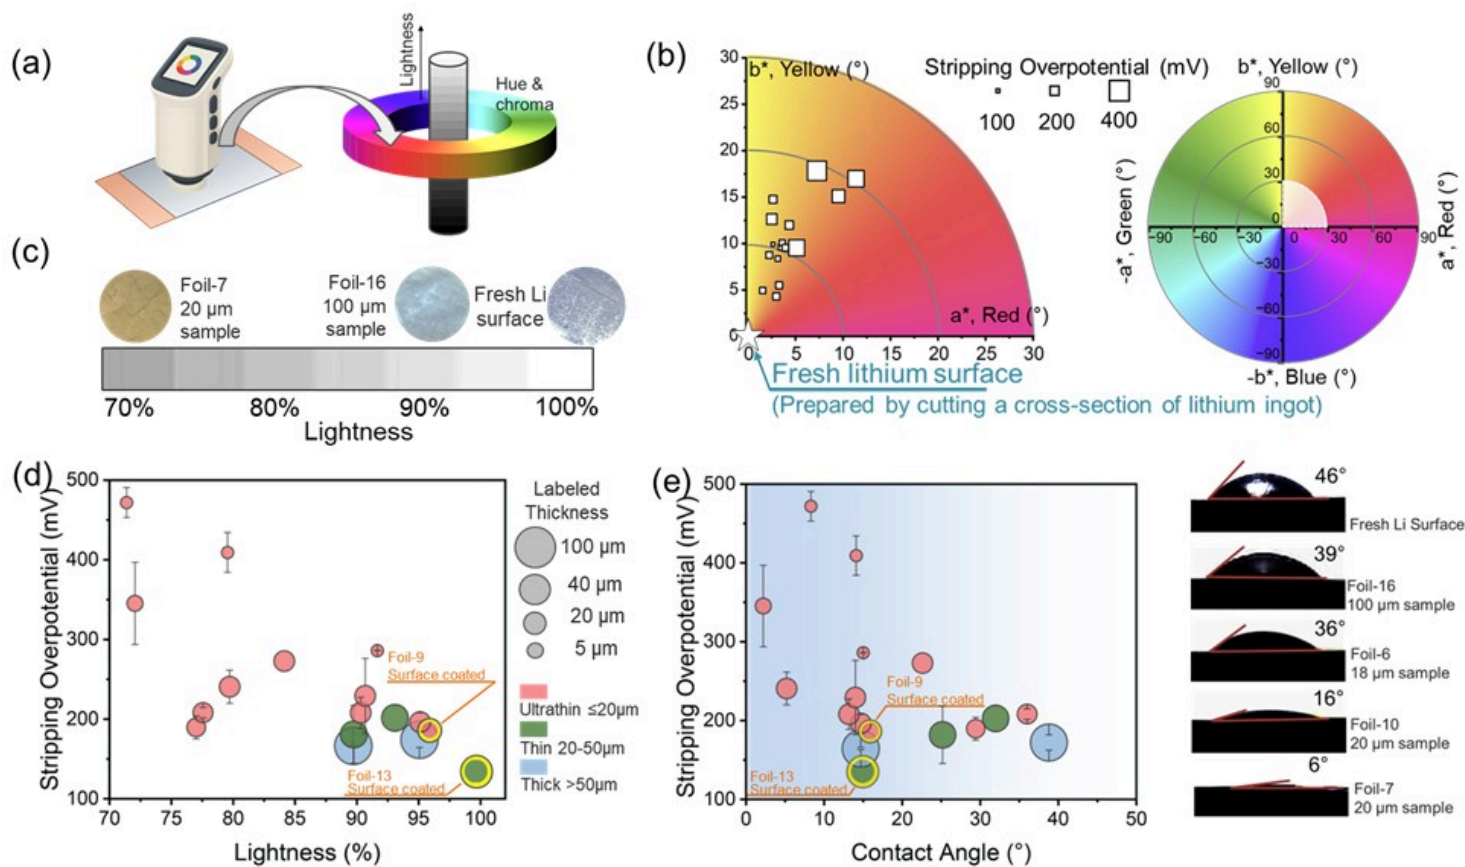 (a)
Lightness
Hue &
chroma
(b)
b*, Yellow (°)
30
25
20
15
10
5
0
0
5
10
15
20
25
30
a*, Red (°)
Stripping Overpotential (mV)
100
200
400
Fresh lithium surface
(Prepared by cutting a cross-section of lithium ingot)
b*, Yellow (°)
90
60
30
0
−30
−60
−90
−90
−60
−30
0
30
60
90
-a*, Green (°)
a*, Red (°)
-b*, Blue (°)
(c)
Foil-7
20 µm
sample
Foil-16
100 µm
sample
Fresh Li
surface
70%
80%
90%
100%
Lightness
(d)
Stripping Overpotential (mV)
500
400
300
200
100
70
75
80
85
90
95
100
Lightness (%)
Foil-9
Surface coated
Foil-13
Surface coated
Labeled
Thickness
100 µm
40 µm
20 µm
5 µm
Ultrathin ≤20µm
Thin 20-50µm
Thick >50µm
(e)
Stripping Overpotential (mV)
500
400
300
200
100
0
10
20
30
40
50
Contact Angle (°)
Foil-9
Surface coated
Foil-13
Surface coated
46°
Fresh Li Surface
39°
Foil-16
100 µm sample
36°
Foil-6
18 µm sample
16°
Foil-10
20 µm sample
6°
Foil-7
20 µm sample